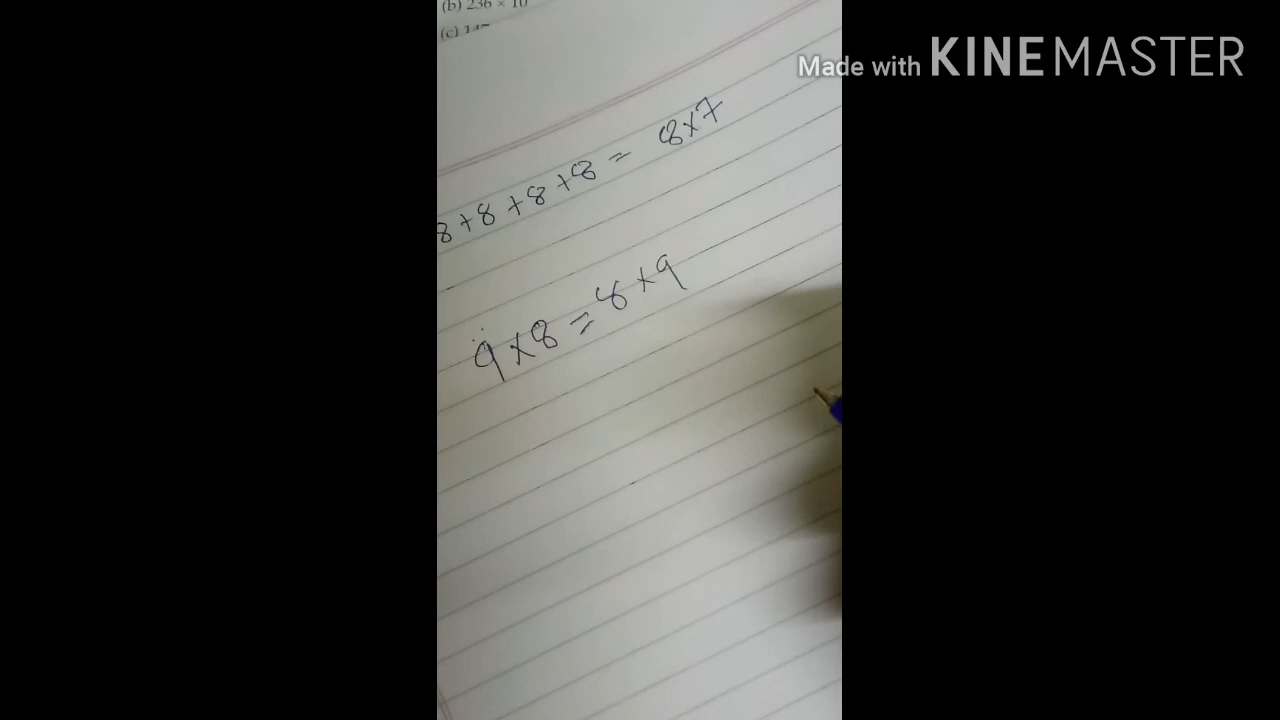 (b) 236 × 10
(c)
Made with KINEMASTER
8+8+8+8 = 8×7
9×8=8×9